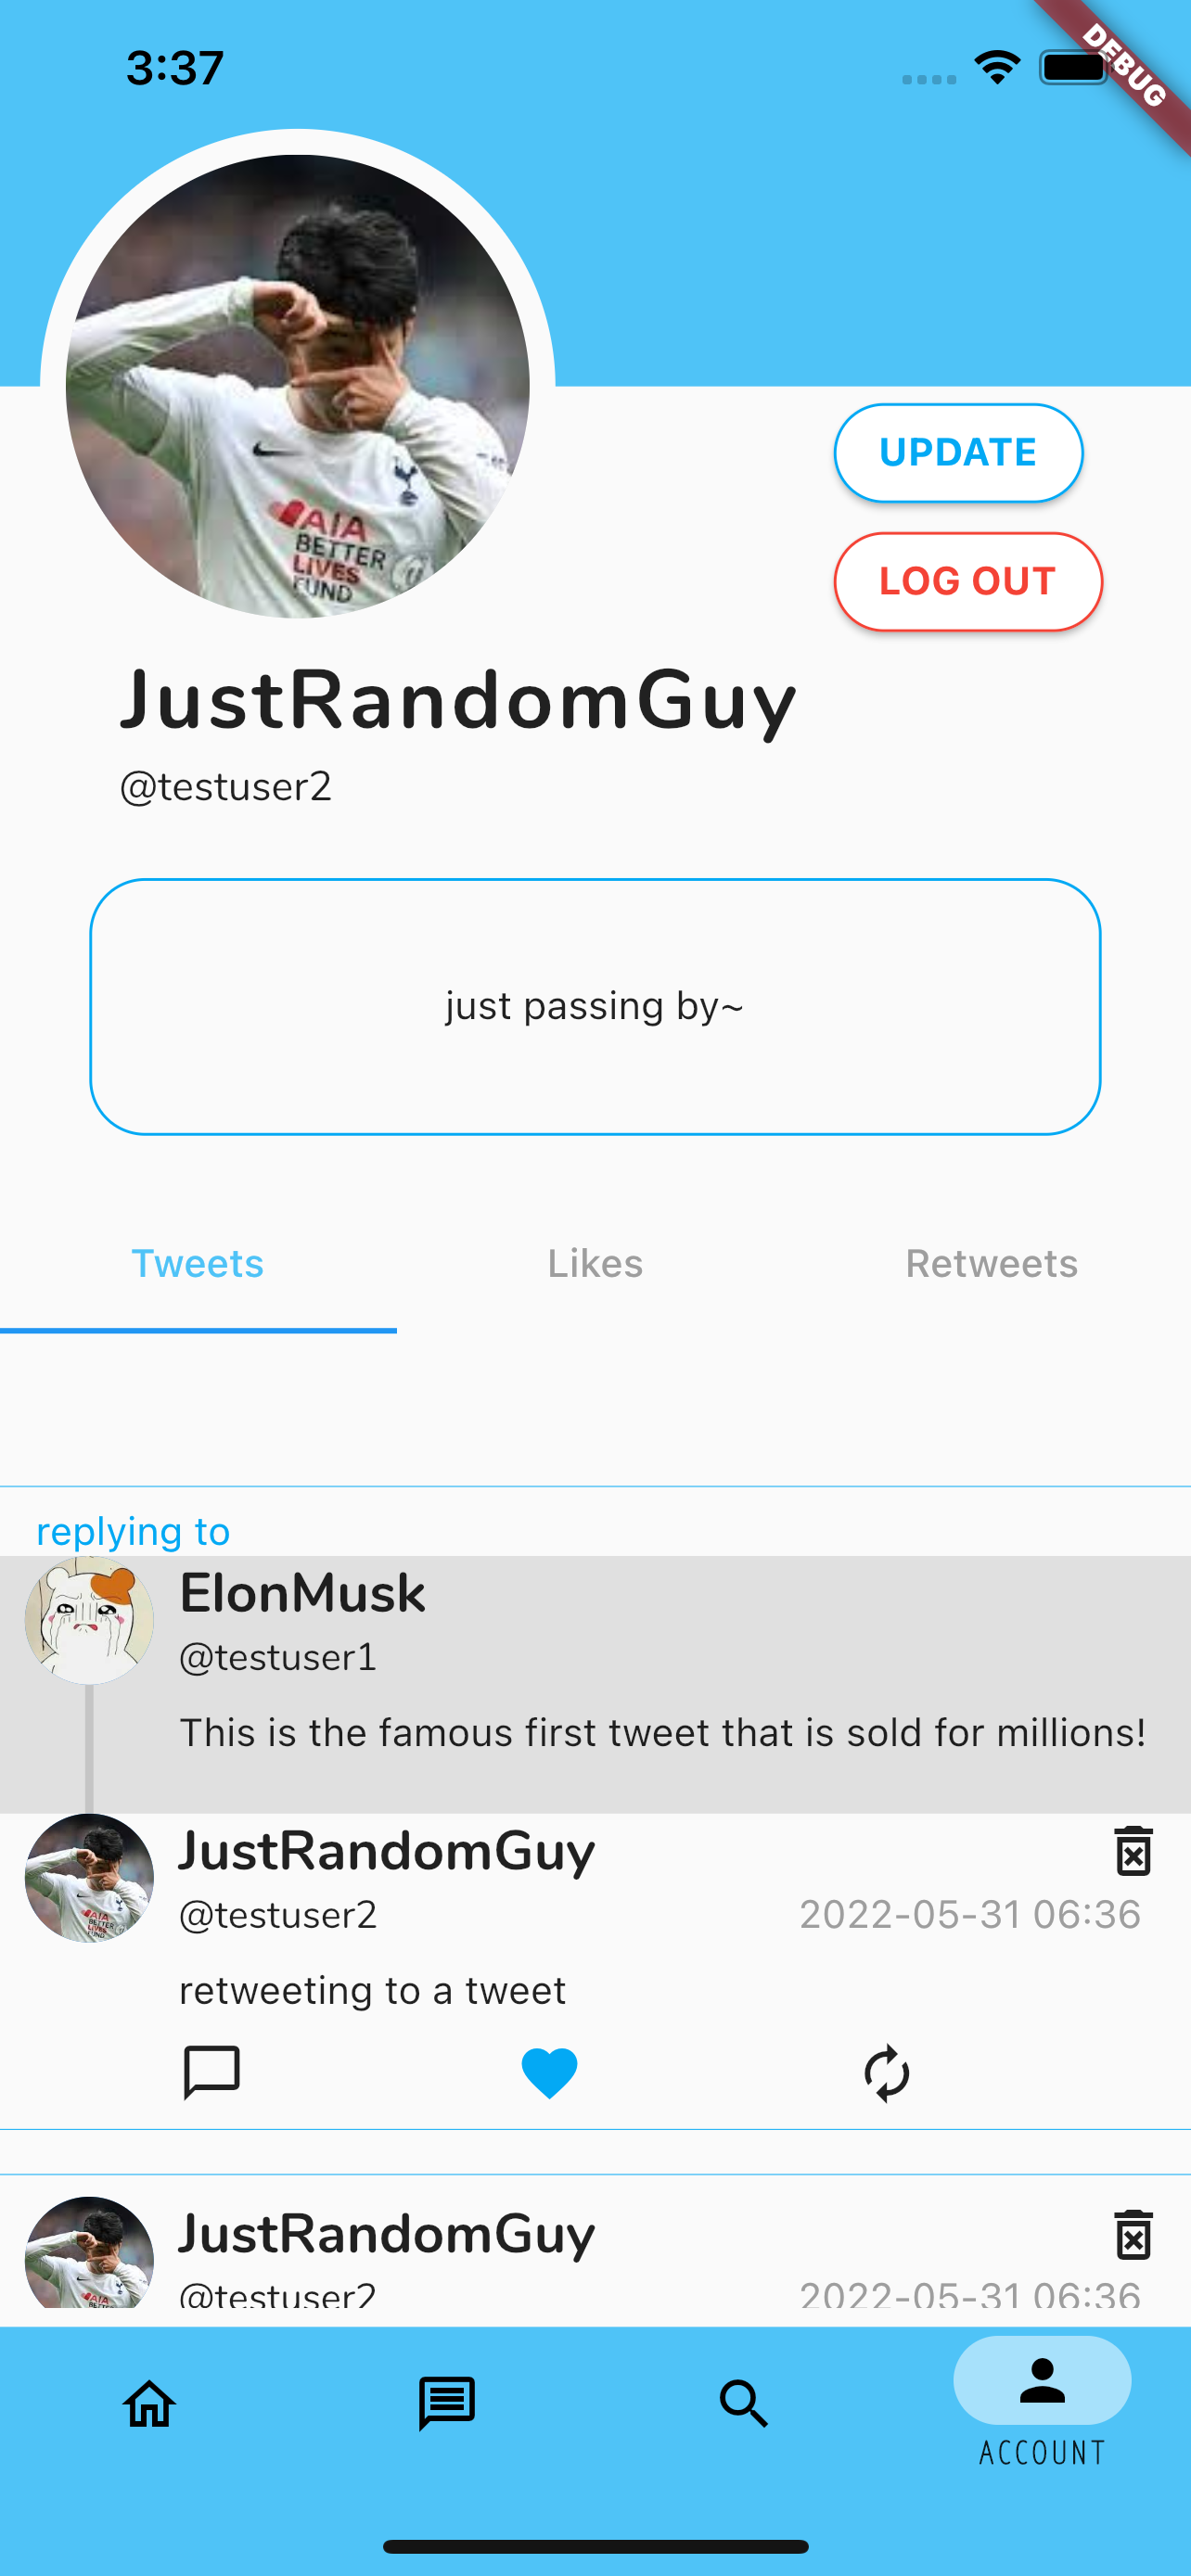 3:37
DEBUG
AIA
BETTER
LIVES
FUND
UPDATE
LOG OUT
JustRandomGuy
@testuser2
just passing by~
Tweets
Likes
Retweets
replying to
ElonMusk
@testuser1
This is the famous first tweet that is sold for millions!
JustRandomGuy
@testuser2
2022-05-31 06:36
retweeting to a tweet
JustRandomGuy
@testuser2
2022-05-31 06:36
ACCOUNT